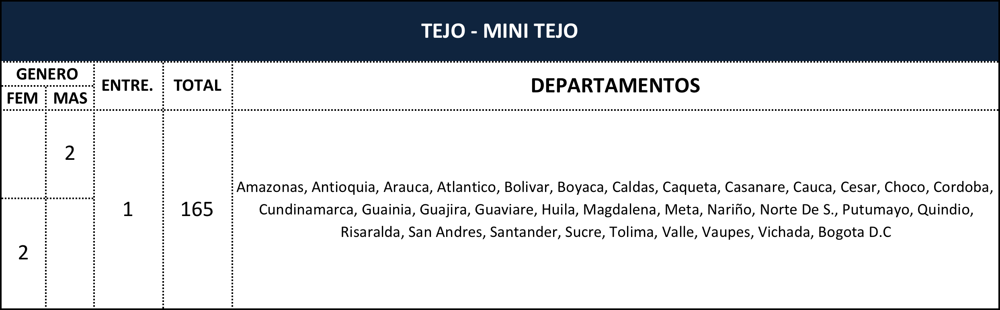 TEJO - MINI TEJO
GENERO
FEM MAS
ENTRE.
TOTAL
DEPARTAMENTOS
2
2
1
165
Amazonas, Antioquia, Arauca, Atlantico, Bolivar, Boyaca, Caldas, Caqueta, Casanare, Cauca, Cesar, Choco, Cordoba,
Cundinamarca, Guainia, Guajira, Guaviare, Huila, Magdalena, Meta, Nariño, Norte De S., Putumayo, Quindio,
Risaralda, San Andres, Santander, Sucre, Tolima, Valle, Vaupes, Vichada, Bogota D.C